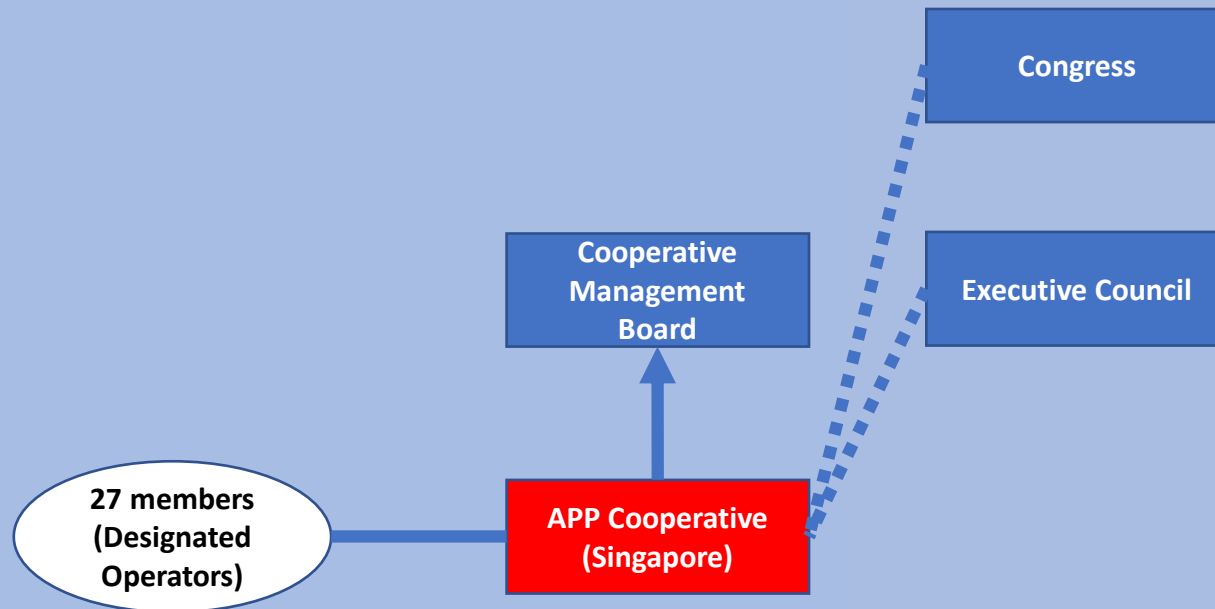 Congress
Cooperative
Management
Board
Executive Council
27 members
(Designated
Operators)
APP Cooperative
(Singapore)